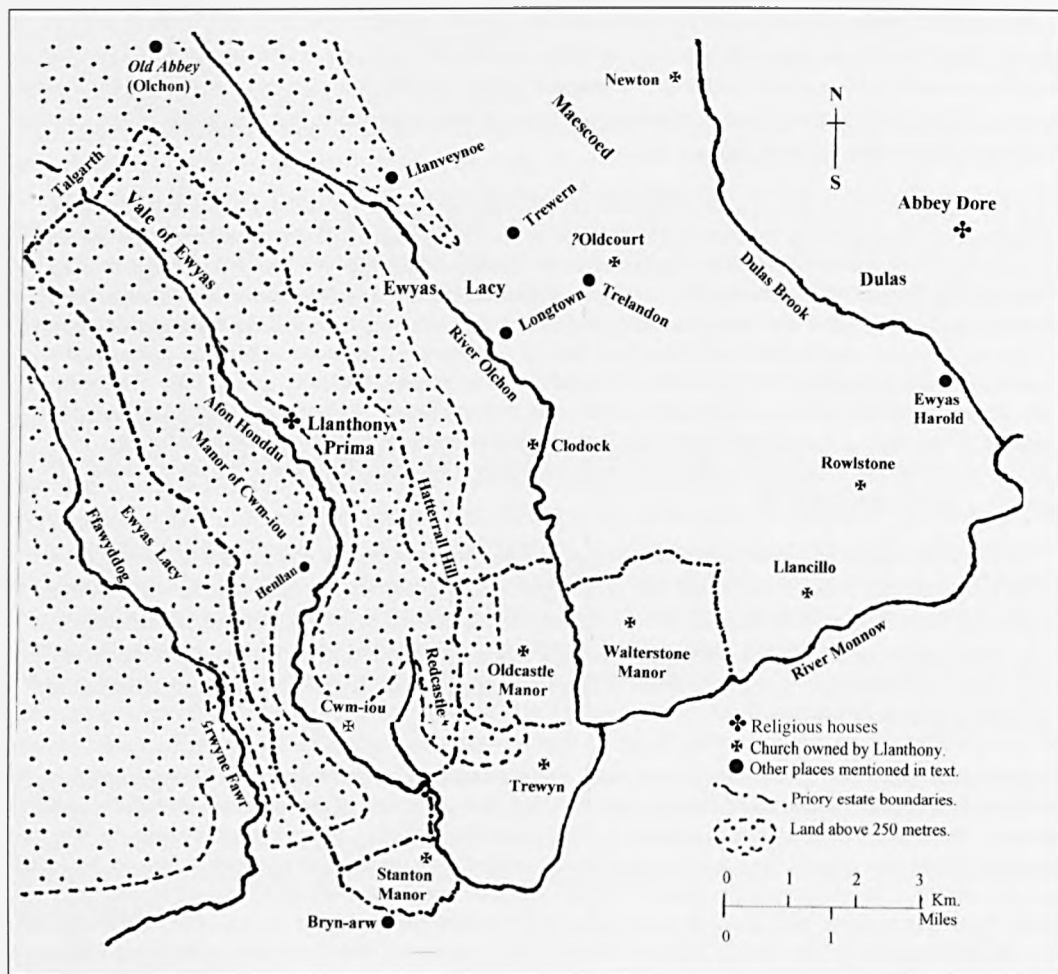 Old Abbey
(Olchon)
Newton
Maescoed
N
S
Llanveynoe
Talgarth
Vale of Ewyas
Trewern
Abbey Dore
?Oldcourt
Dulas Brook
Dulas
Ewyas Lacy
Trelandon
Longtown
River Olchon
Ewyas
Harold
Afon Honddu
Llanthony
Prima
Clodock
Manor of Cwm-iou
Rowlstone
Hatterrall Hill
Ewyas Lacy
Ffawyddog
Henllan
Llancillo
Walterstone
Manor
River Monnow
Oldcastle
Manor
Redcastle
Cwm-iou
Grwyne Fawr
Trewyn
Religious houses
Church owned by Llanthony.
Other places mentioned in text.
Priory estate boundaries.
Land above 250 metres.
Stanton
Manor
Bryn-arw
0 1 2 3
Km.
Miles
0 1